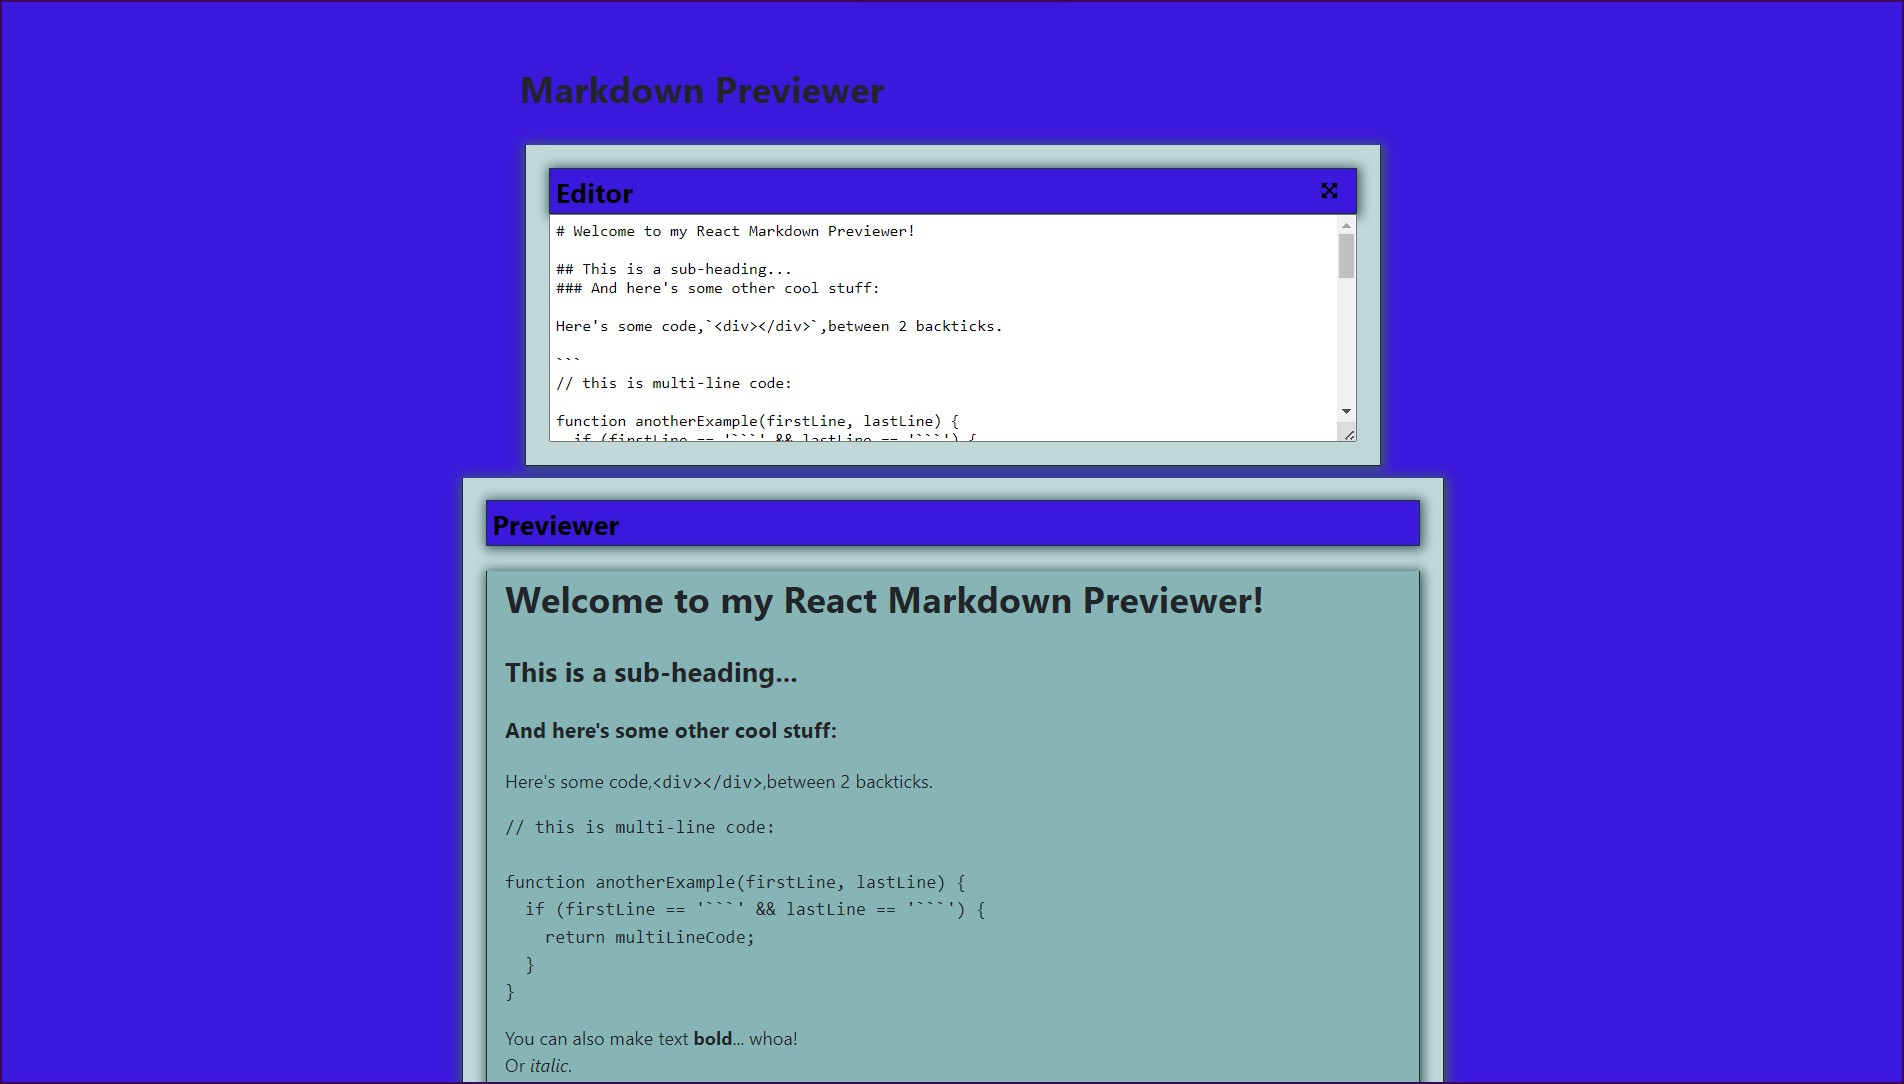 Markdown Previewer
Editor
# Welcome to my React Markdown Previewer!
## This is a sub-heading...
### And here's some other cool stuff:
Here's some code,`<div></div>`,between 2 backticks.
```
// this is multi-line code:
function anotherExample(firstLine, lastLine) {
  if (firstLine == '```' && lastLine == '```') {
Previewer
Welcome to my React Markdown Previewer!
This is a sub-heading...
And here's some other cool stuff:
Here's some code,<div></div>,between 2 backticks.
// this is multi-line code:
function anotherExample(firstLine, lastLine) {
  if (firstLine == '```' && lastLine == '```') {
    return multiLineCode;
  }
}
You can also make text bold... whoa!
Or italic.